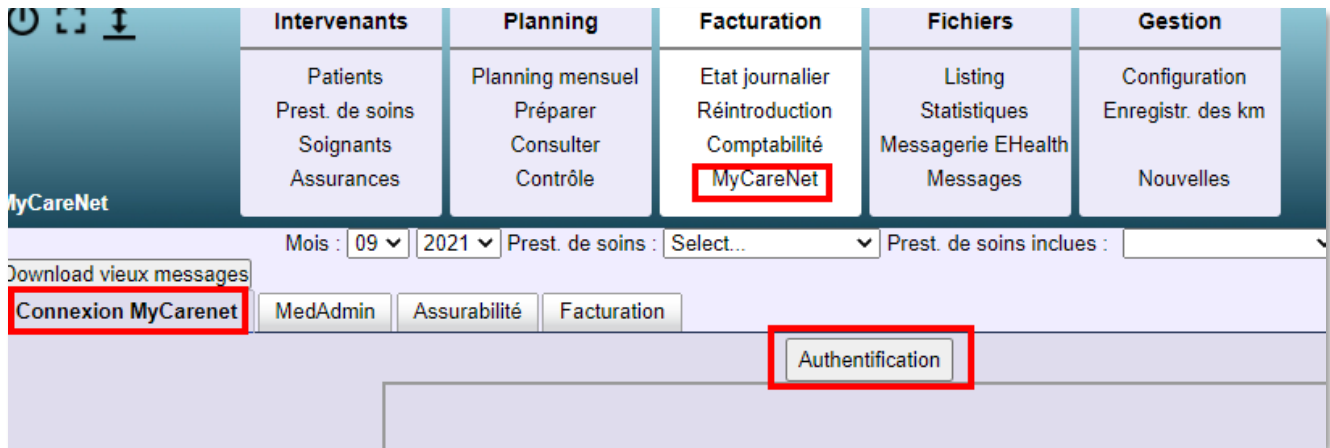 Intervenants Planning Facturation Fichiers Gestion
Patients Planning mensuel Etat journalier Listing Configuration
Prest. de soins Préparer Réintroduction Statistiques Enregistr. des km
Soignants Consulter Comptabilité Messagerie EHealth
Assurances Contrôle MyCareNet Messages Nouvelles
MyCareNet
Mois : 09 2021 Prest. de soins : Select... Prest. de soins inclues :
Download vieux messages
Connexion MyCarenet MedAdmin Assurabilité Facturation
Authentification